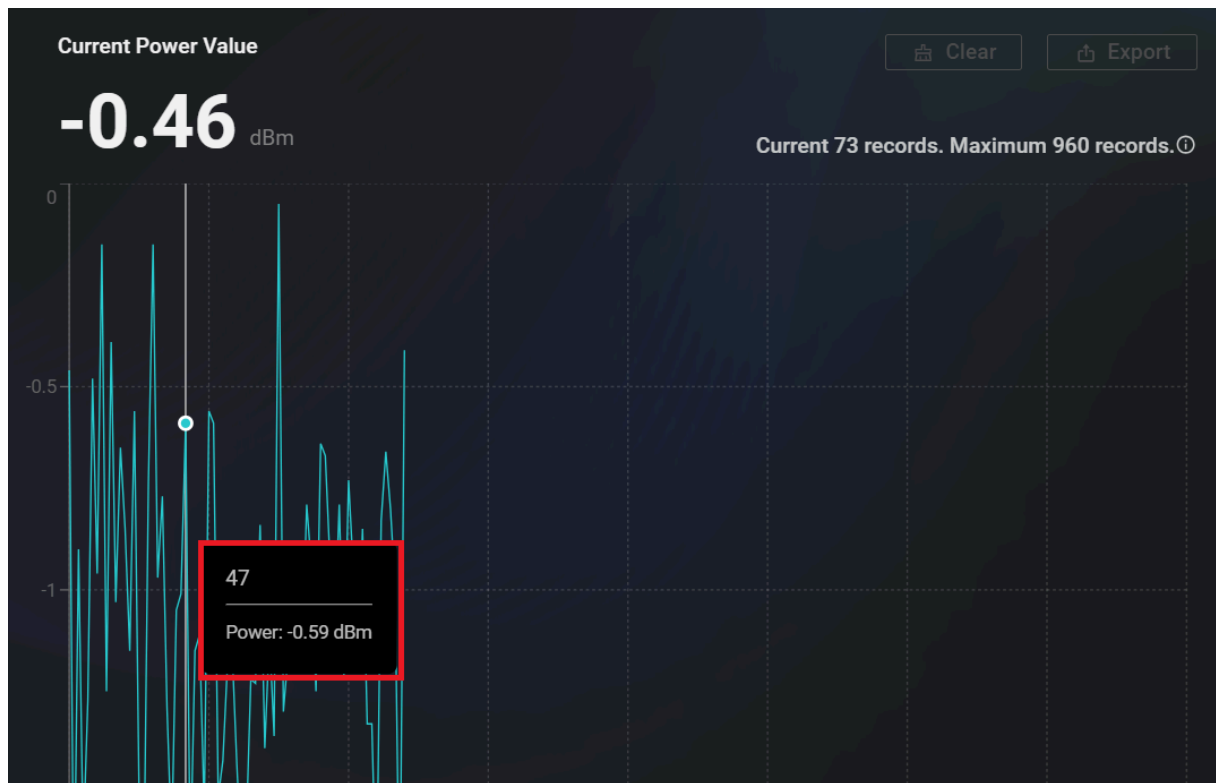 Current Power Value
Clear
Export
-0.46 dBm
Current 73 records. Maximum 960 records.
0
-0.5
-1
47
Power: -0.59 dBm